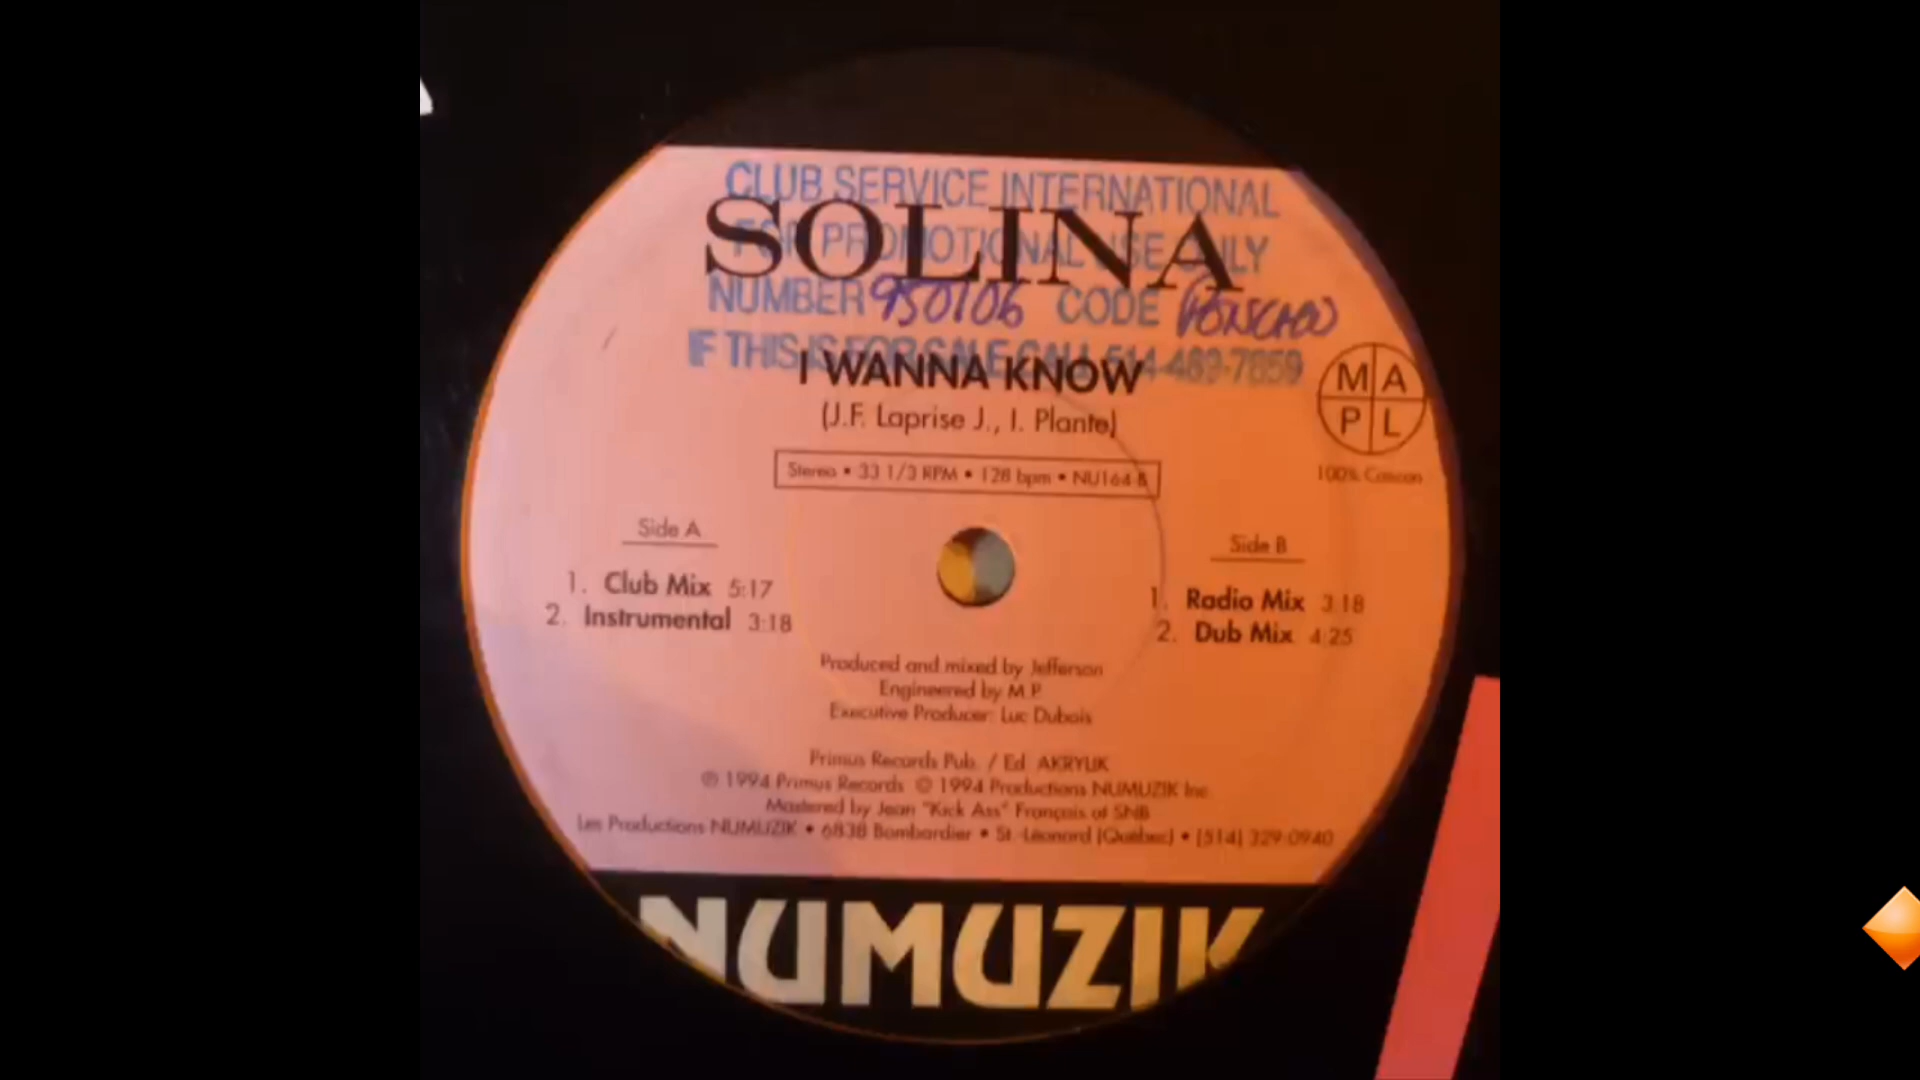 CLUB SERVICE INTERNATIONAL
SOLINA
FOR PROMOTIONAL USE ONLY
NUMBER 950106 CODE
IF THIS IS FOR SALE CALL 514-489-7859
I WANNA KNOW
(J.F. Laprise J., I. Plante)
M A
P L
100% Cancon
Stereo • 33 1/3 RPM • 128 bpm • NU164-B
Side A
1. Club Mix 5:17
2. Instrumental 3:18
Side B
1. Radio Mix 3:18
2. Dub Mix 4:25
Produced and mixed by Jefferson
Engineered by M.P.
Executive Producer: Luc Dubois
Primus Records Pub. / Ed. AKRYLIK
℗ 1994 Primus Records © 1994 Productions NUMUZIK Inc.
Mastered by Jean "Kick Ass" François at SNB
Les Productions NUMUZIK • 6838 Bombardier • St.-Léonard (Québec) • (514) 329-0940
NUMUZIK